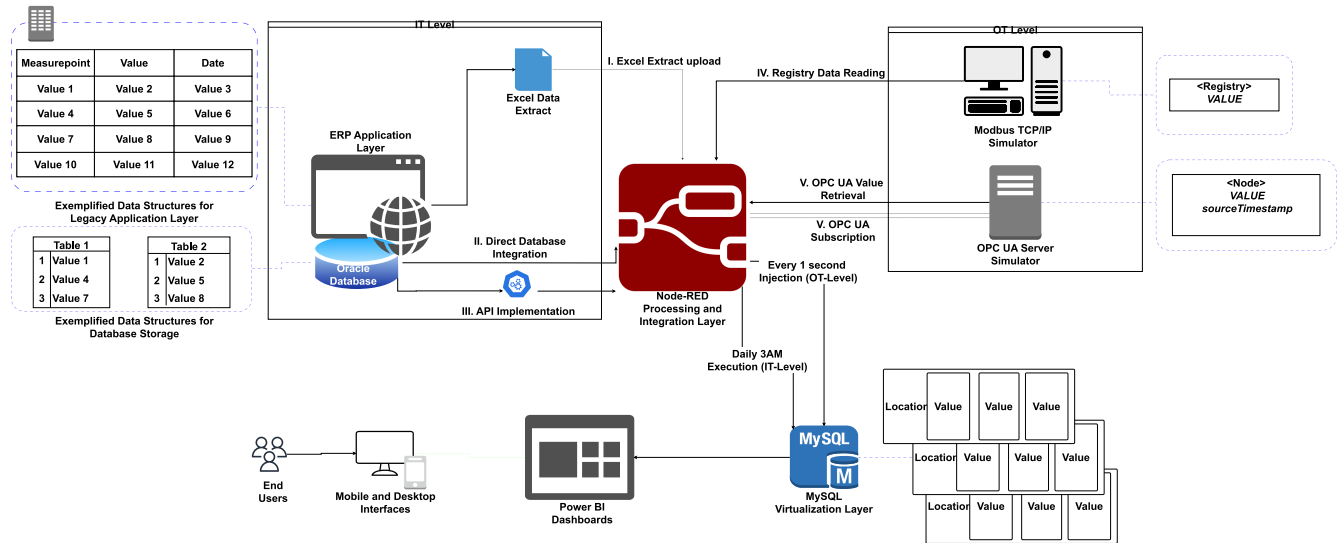 IT Level
OT Level
Measurepoint Value Date
Value 1 Value 2 Value 3
Value 4 Value 5 Value 6
Value 7 Value 8 Value 9
Value 10 Value 11 Value 12
Exemplified Data Structures for
Legacy Application Layer
Table 1
1 Value 1
2 Value 4
3 Value 7
Table 2
1 Value 2
2 Value 5
3 Value 8
Exemplified Data Structures for
Database Storage
ERP Application
Layer
Oracle
Database
Excel Data
Extract
I. Excel Extract upload
II. Direct Database
Integration
III. API Implementation
IV. Registry Data Reading
V. OPC UA Value
Retrieval
V. OPC UA
Subscription
Node-RED
Processing and
Integration Layer
Modbus TCP/IP
Simulator
OPC UA Server
Simulator
<Registry>
VALUE
<Node>
VALUE
sourceTimestamp
Every 1 second
Injection (OT-Level)
Daily 3AM
Execution (IT-Level)
End
Users
Mobile and Desktop
Interfaces
Power BI
Dashboards
MySQL
M
MySQL
Virtualization Layer
Location Value Value Value
Location Value Value Value
Location Value Value Value